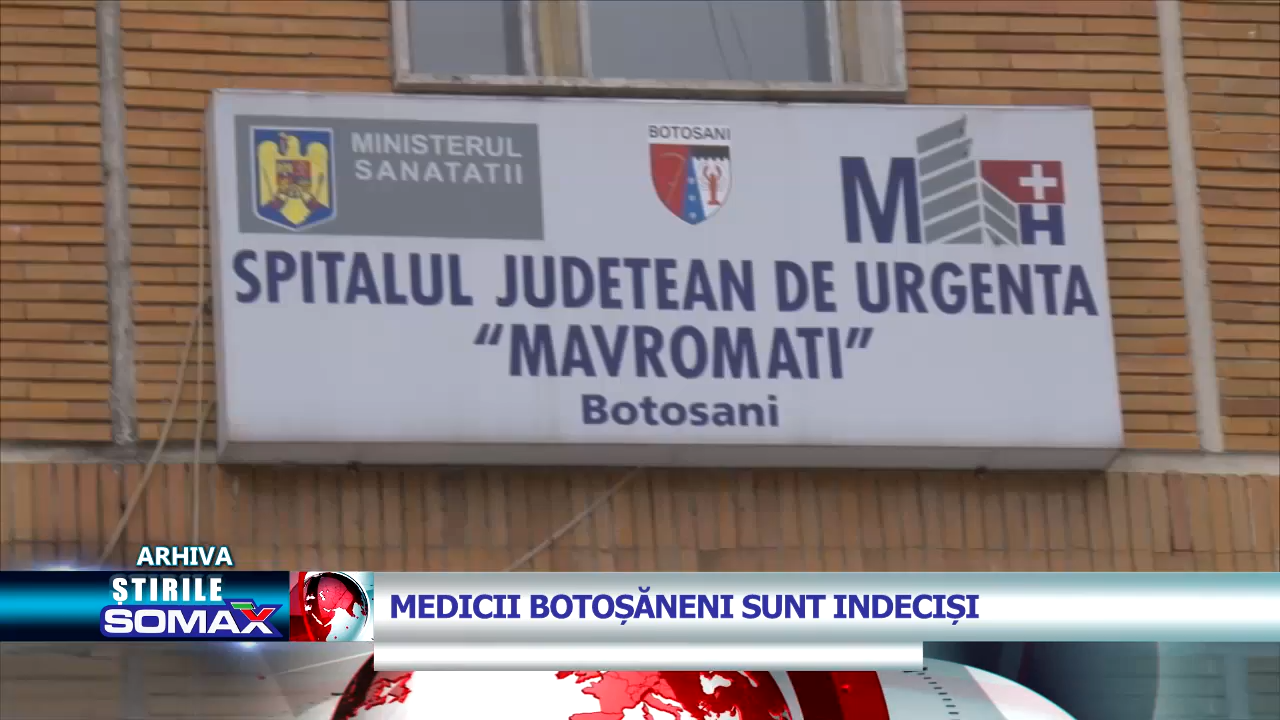 MINISTERUL
SANATATII
BOTOSANI
M H
SPITALUL JUDETEAN DE URGENTA
“MAVROMATI”
Botosani
ARHIVA
ȘTIRILE
SOMAX
MEDICII BOTOȘĂNENI SUNT INDECIȘI